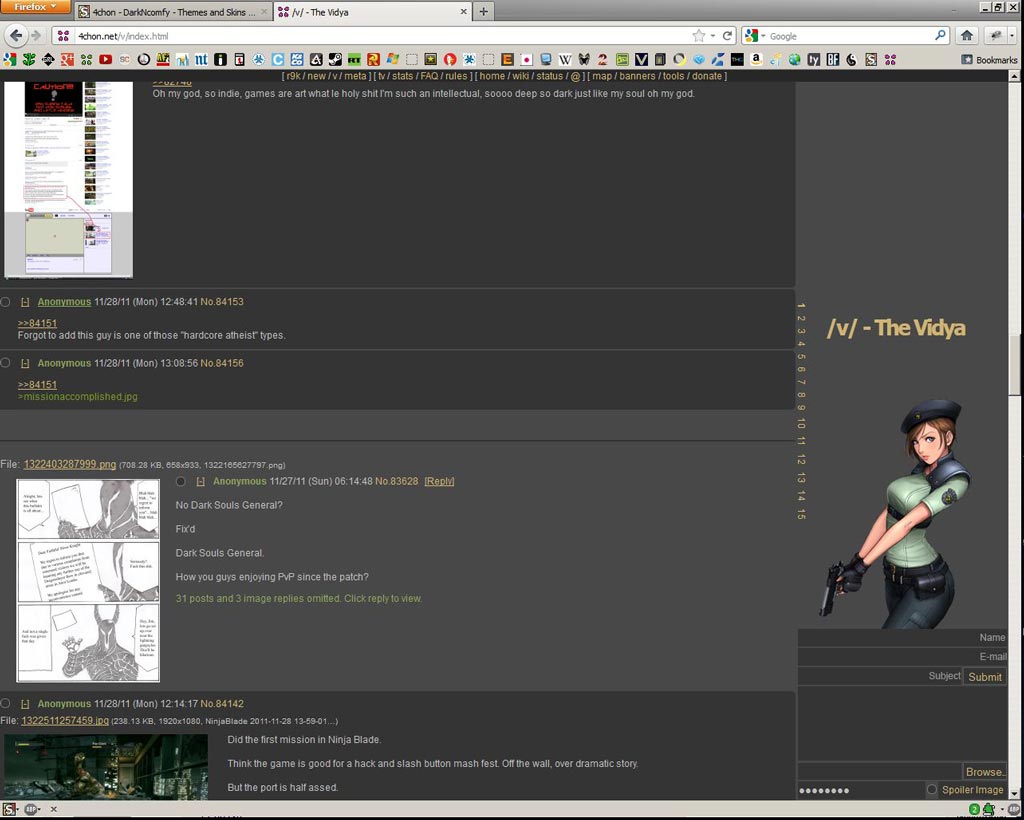 Firefox
4chon - DarkNcomfy - Themes and Skins ...
/v/ - The Vidya
4chon.net/v/index.html
Google
Bookmarks
[ r9k / new / v / meta ] [ tv / stats / FAQ / rules ] [ home / wiki / status / @ ] [ map / banners / tools / donate ]
>>82748
Oh my god, so indie, games are art what le holy shit I'm such an intellectual, soooo deep so dark just like my soul oh my god.
[-] Anonymous 11/28/11 (Mon) 12:48:41 No.84153
>>84151
Forgot to add this guy is one of those "hardcore atheist" types.
[-] Anonymous 11/28/11 (Mon) 13:08:56 No.84156
>>84151
>missionaccomplished.jpg
File: 1322403287999.png (708.28 KB, 658x933, 1322165627797.png)
[-] Anonymous 11/27/11 (Sun) 06:14:48 No.83628 [Reply]
No Dark Souls General?
Fix'd
Dark Souls General.
How you guys enjoying PvP since the patch?
31 posts and 3 image replies omitted. Click reply to view.
[-] Anonymous 11/28/11 (Mon) 12:14:17 No.84142
File: 1322511257459.jpg (238.13 KB, 1920x1080, NinjaBlade 2011-11-28 13-59-01...)
Did the first mission in Ninja Blade.
Think the game is good for a hack and slash button mash fest. Off the wall, over dramatic story.
But the port is half assed.
1 2 3 4 5 6 7 8 9 10 11 12 13 14 15
/v/ - The Vidya
Name
E-mail
Subject
Submit
Browse..
Spoiler Image
ABP
2
ABP